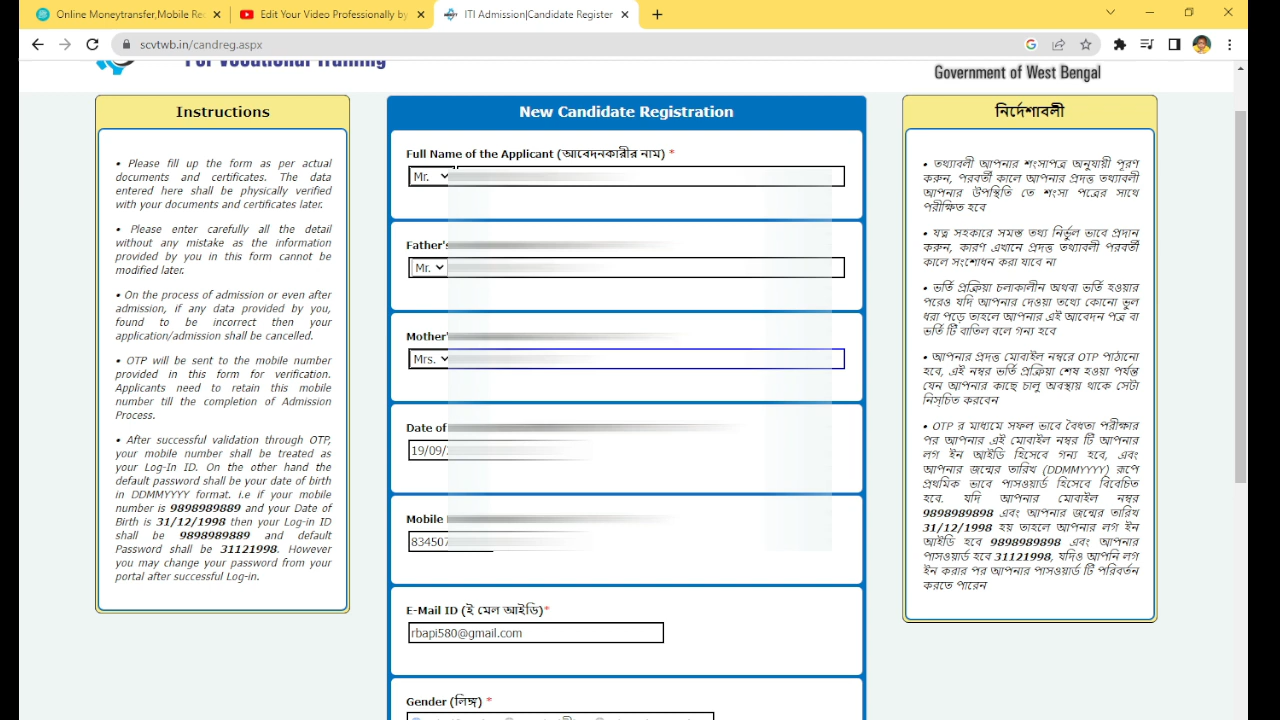 Online Moneytransfer,Mobile Re
Edit Your Video Professionally by
ITI Admission|Candidate Register
scvtwb.in/candreg.aspx
For Vocational Training
Government of West Bengal
Instructions
• Please fill up the form as per actual
documents and certificates. The data
entered here shall be physically verified
with your documents and certificates later.
• Please enter carefully all the detail
without any mistake as the information
provided by you in this form cannot be
modified later.
• On the process of admission or even after
admission, if any data provided by you,
found to be incorrect then your
application/admission shall be cancelled.
• OTP will be sent to the mobile number
provided in this form for verification.
Applicants need to retain this mobile
number till the completion of Admission
Process.
• After successful validation through OTP,
your mobile number shall be treated as
your Log-In ID. On the other hand the
default password shall be your date of birth
in DDMMYYYY format. i.e if your mobile
number is 9898989889 and your Date of
Birth is 31/12/1998 then your Log-in ID
shall be 9898989889 and default
Password shall be 31121998. However
you may change your password from your
portal after successful Log-in.
New Candidate Registration
Full Name of the Applicant (আবেদনকারীর নাম) *
Mr.
Father's
Mr.
Mother'
Mrs.
Date of
19/09/
Mobile
834507
E-Mail ID (ই মেল আইডি)*
rbapi580@gmail.com
Gender (লিঙ্গ) *
নির্দেশাবলী
• তথ্যাবলী আপনার শংসাপত্র অনুযায়ী পূরণ
করুন, পরবর্তী কালে আপনার প্রদত্ত তথ্যাবলী
আপনার উপস্থিতি তে শংসা পত্রের সাথে
পরীক্ষিত হবে
• যত্ন সহকারে সমস্ত তথ্য নির্ভুল ভাবে প্রদান
করুন, কারণ এখানে প্রদত্ত তথ্যাবলী পরবর্তী
কালে সংশোধন করা যাবে না
• ভর্তি প্রক্রিয়া চলাকালীন অথবা ভর্তি হওয়ার
পরেও যদি আপনার দেওয়া তথ্যে কোনো ভুল
ধরা পড়ে তাহলে আপনার এই আবেদন পত্র বা
ভর্তি টি বাতিল বলে গন্য হবে
• আপনার প্রদত্ত মোবাইল নম্বরে OTP পাঠানো
হবে, এই নম্বর ভর্তি প্রক্রিয়া শেষ হওয়া পর্যন্ত
যেন আপনার কাছে চালু অবস্থায় থাকে সেটা
নিস্চিত করবেন
• OTP র মাধ্যমে সফল ভাবে বৈধতা পরীক্ষার
পর আপনার এই মোবাইল নম্বর টি আপনার
লগ ইন আইডি হিসেবে গন্য হবে, এবং
আপনার জন্মের তারিখ (DDMMYYYY) রূপে
প্রথমিক ভাবে পাসওয়ার্ড হিসেবে বিবেচিত
হবে. যদি আপনার মোবাইল নম্বর
9898989898 এবং আপনার জন্মের তারিখ
31/12/1998 হয় তাহলে আপনার লগ ইন
আইডি হবে 9898989898 এবং আপনার
পাসওয়ার্ড হবে 31121998, যদিও আপনি লগ
ইন করার পর আপনার পাসওয়ার্ড টি পরিবর্তন
করতে পারেন